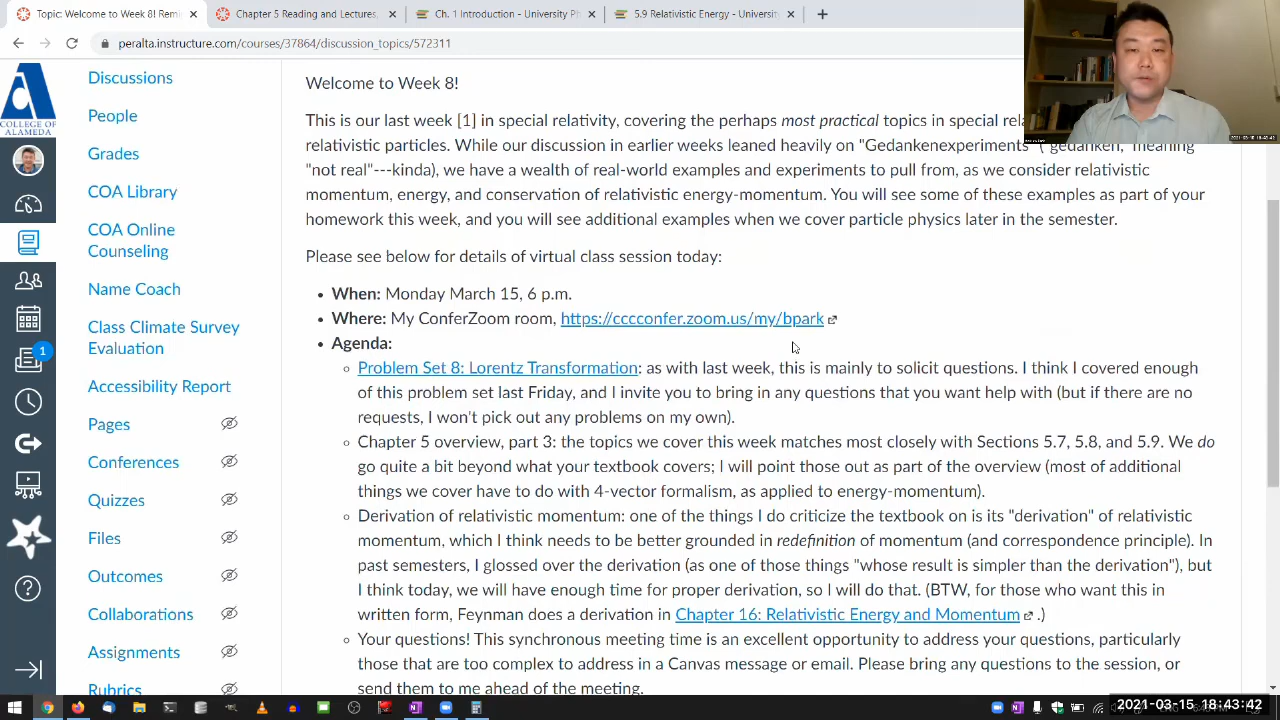 Topic: Welcome to Week 8! Remi
Chapter 5 Reading and Lectures,
Ch. 1 Introduction - University Ph
5.9 Relativistic Energy - Universit
peralta.instructure.com/courses/37864/discussion_topics/572311
COLLEGE OF
ALAMEDA
1
Discussions
People
Grades
COA Library
COA Online
Counseling
Name Coach
Class Climate Survey
Evaluation
Accessibility Report
Pages
Conferences
Quizzes
Files
Outcomes
Collaborations
Assignments
Rubrics
Welcome to Week 8!
This is our last week [1] in special relativity, covering the perhaps most practical topics in special rela
relativistic particles. While our discussion in earlier weeks leaned heavily on "Gedankenexperiments" ("gedanken," meaning
"not real"---kinda), we have a wealth of real-world examples and experiments to pull from, as we consider relativistic
momentum, energy, and conservation of relativistic energy-momentum. You will see some of these examples as part of your
homework this week, and you will see additional examples when we cover particle physics later in the semester.
Please see below for details of virtual class session today:
• When: Monday March 15, 6 p.m.
• Where: My ConferZoom room, https://cccconfer.zoom.us/my/bpark
• Agenda:
Problem Set 8: Lorentz Transformation: as with last week, this is mainly to solicit questions. I think I covered enough
of this problem set last Friday, and I invite you to bring in any questions that you want help with (but if there are no
requests, I won't pick out any problems on my own).
Chapter 5 overview, part 3: the topics we cover this week matches most closely with Sections 5.7, 5.8, and 5.9. We do
go quite a bit beyond what your textbook covers; I will point those out as part of the overview (most of additional
things we cover have to do with 4-vector formalism, as applied to energy-momentum).
Derivation of relativistic momentum: one of the things I do criticize the textbook on is its "derivation" of relativistic
momentum, which I think needs to be better grounded in redefinition of momentum (and correspondence principle). In
past semesters, I glossed over the derivation (as one of those things "whose result is simpler than the derivation"), but
I think today, we will have enough time for proper derivation, so I will do that. (BTW, for those who want this in
written form, Feynman does a derivation in Chapter 16: Relativistic Energy and Momentum .)
Your questions! This synchronous meeting time is an excellent opportunity to address your questions, particularly
those that are too complex to address in a Canvas message or email. Please bring any questions to the session, or
send them to me ahead of the meeting.
2021-03-15 18:43:42
2021-03-15 18:43:42